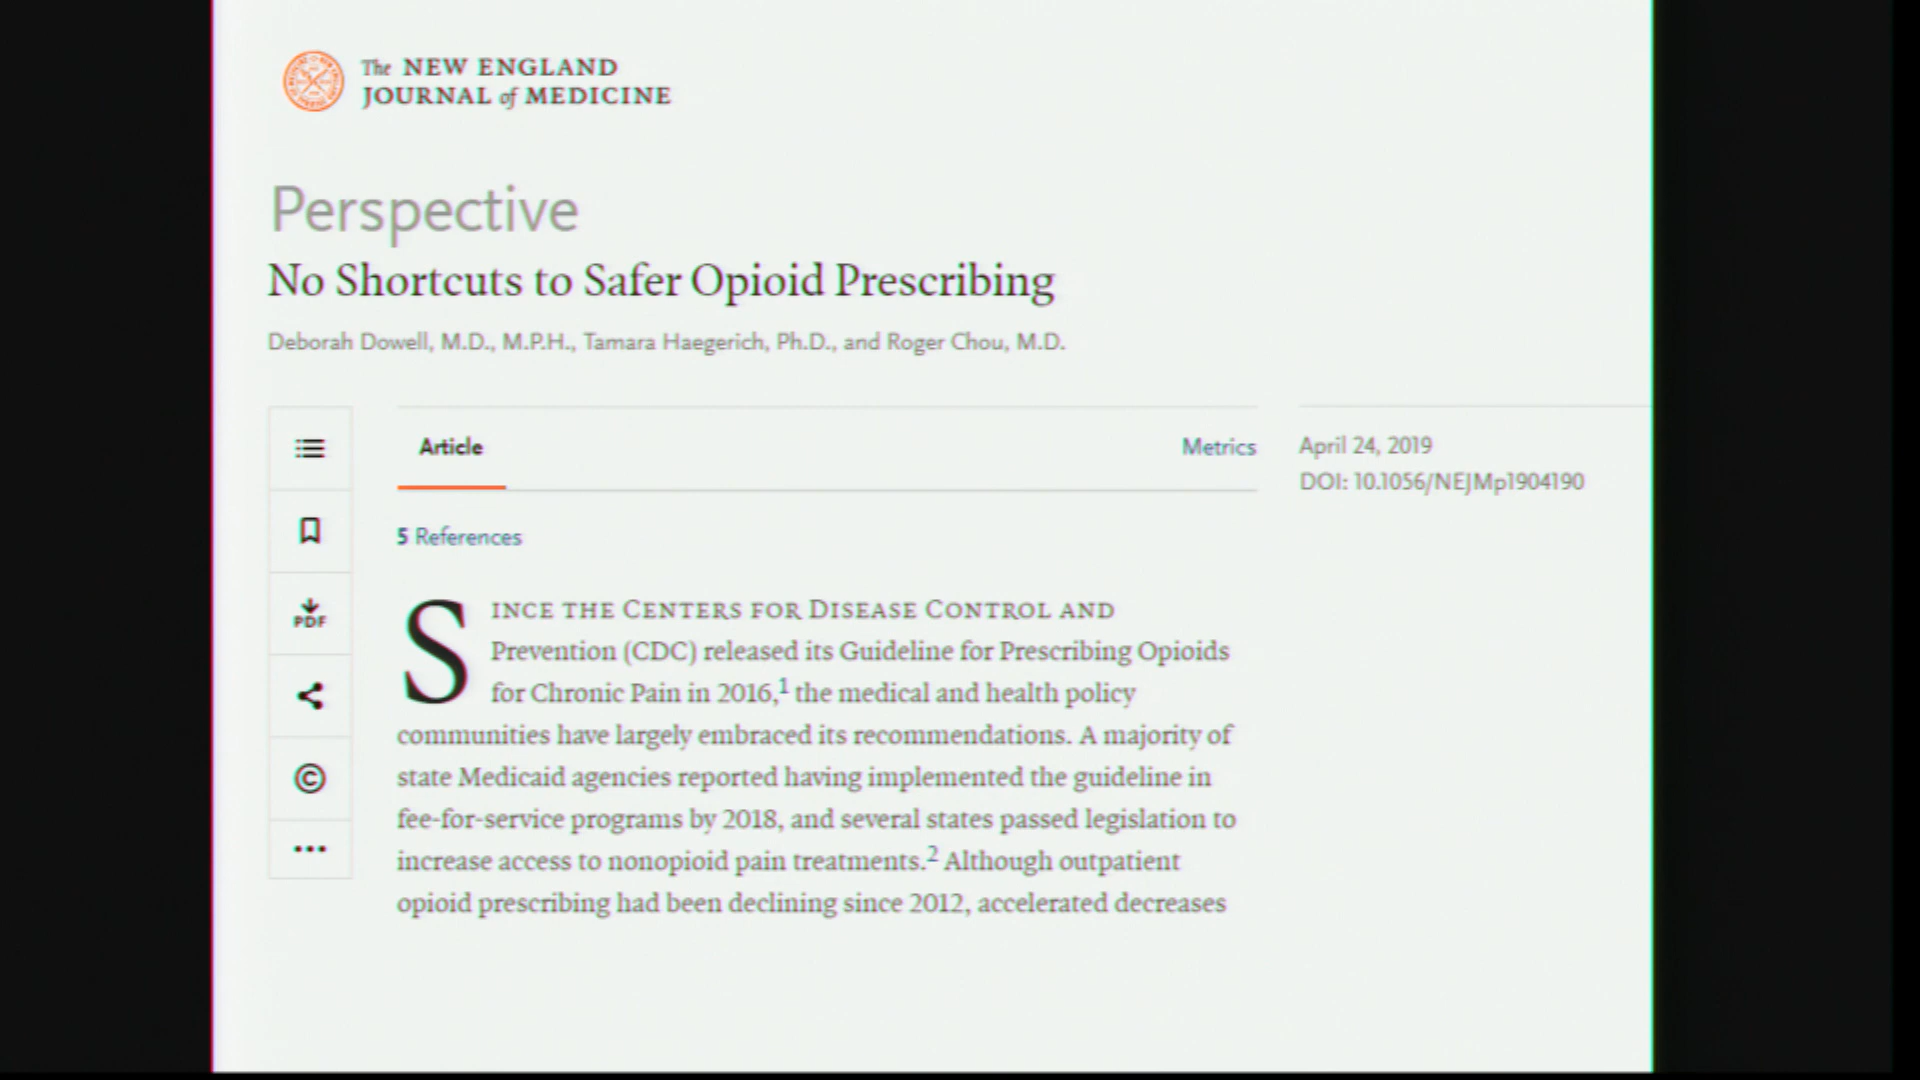 The NEW ENGLAND
JOURNAL of MEDICINE
Perspective
No Shortcuts to Safer Opioid Prescribing
Deborah Dowell, M.D., M.P.H., Tamara Haegerich, Ph.D., and Roger Chou, M.D.
Article
Metrics
April 24, 2019
DOI: 10.1056/NEJMp1904190
5 References
SINCE THE CENTERS FOR DISEASE CONTROL AND
Prevention (CDC) released its Guideline for Prescribing Opioids
for Chronic Pain in 2016,1 the medical and health policy
communities have largely embraced its recommendations. A majority of
state Medicaid agencies reported having implemented the guideline in
fee-for-service programs by 2018, and several states passed legislation to
increase access to nonopioid pain treatments.2 Although outpatient
opioid prescribing had been declining since 2012, accelerated decreases
PDF
©